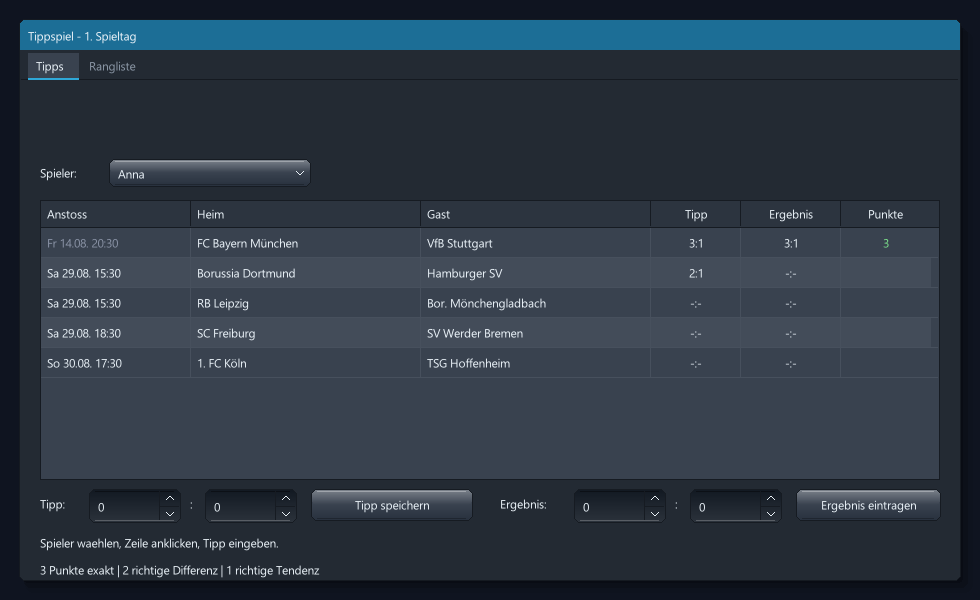 Tippspiel - 1. Spieltag
Tipps Rangliste
Spieler: Anna
Anstoss Heim Gast Tipp Ergebnis Punkte
Fr 14.08. 20:30 FC Bayern München VfB Stuttgart 3:1 3:1 3
Sa 29.08. 15:30 Borussia Dortmund Hamburger SV 2:1 -:-
Sa 29.08. 15:30 RB Leipzig Bor. Mönchengladbach -:- -:-
Sa 29.08. 18:30 SC Freiburg SV Werder Bremen -:- -:-
So 30.08. 17:30 1. FC Köln TSG Hoffenheim -:- -:-
Tipp: 0 : 0 Tipp speichern Ergebnis: 0 : 0 Ergebnis eintragen
Spieler waehlen, Zeile anklicken, Tipp eingeben.
3 Punkte exakt | 2 richtige Differenz | 1 richtige Tendenz